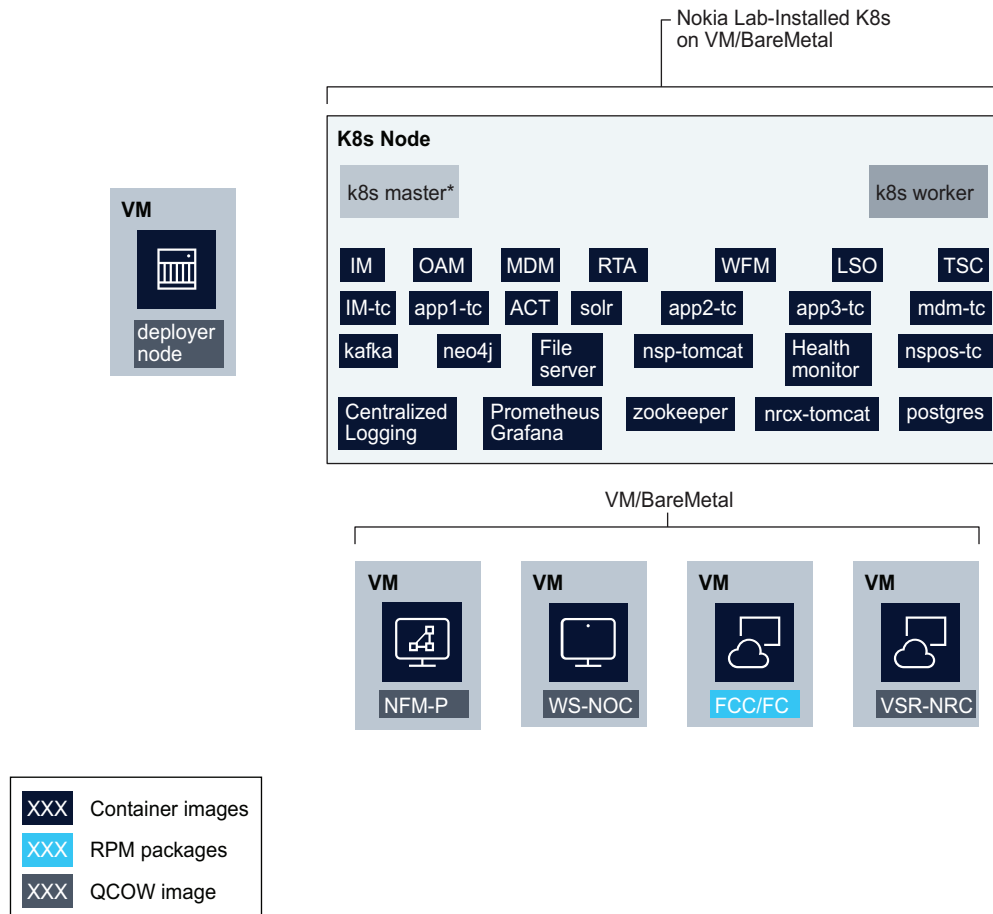 Nokia Lab-Installed K8s
on VM/BareMetal
K8s Node
k8s master*
k8s worker
VM
deployer
node
IM OAM MDM RTA WFM LSO TSC
IM-tc app1-tc ACT solr app2-tc app3-tc mdm-tc
kafka neo4j File
server nsp-tomcat Health
monitor nspos-tc
Centralized
Logging
Prometheus
Grafana
zookeeper nrcx-tomcat postgres
VM/BareMetal
VM VM VM VM
NFM-P WS-NOC FCC/FC VSR-NRC
XXX Container images
XXX RPM packages
XXX QCOW image